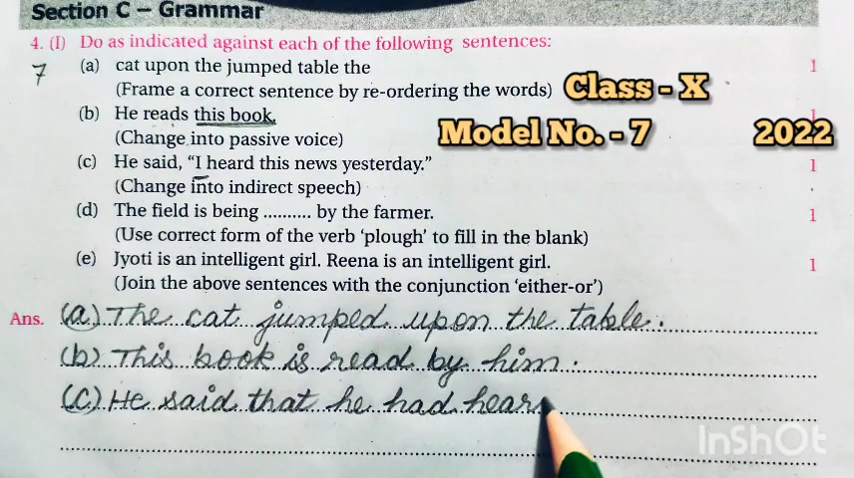 Section C – Grammar
4. (I) Do as indicated against each of the following sentences:
7 (a) cat upon the jumped table the 1
(Frame a correct sentence by re-ordering the words) Class - X
(b) He reads this book. 1
(Change into passive voice) Model No. - 7 2022
(c) He said, “I heard this news yesterday.” 1
(Change into indirect speech)
(d) The field is being .......... by the farmer. 1
(Use correct form of the verb ‘plough’ to fill in the blank)
(e) Jyoti is an intelligent girl. Reena is an intelligent girl. 1
(Join the above sentences with the conjunction ‘either-or’)
Ans. (a) The cat jumped upon the table.
(b) This book is read by him.
(c) He said that he had hear
InShOt